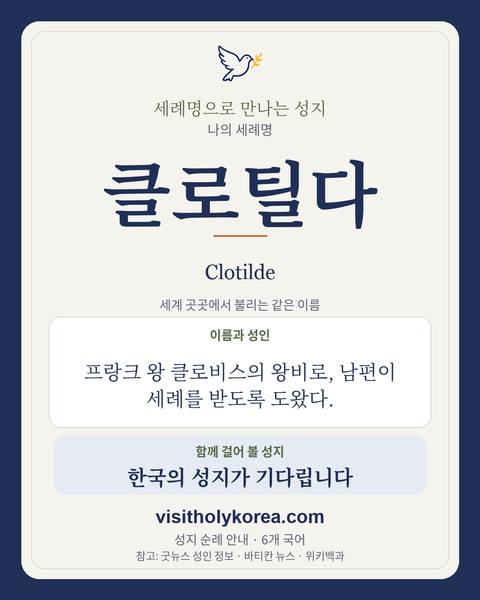 세례명으로 만나는 성지
나의 세례명
클로틸다
Clotilde
세계 곳곳에서 불리는 같은 이름
이름과 성인
프랑크 왕 클로비스의 왕비로, 남편이
세례를 받도록 도왔다.
함께 걸어 볼 성지
한국의 성지가 기다립니다
visitholykorea.com
성지 순례 안내 · 6개 국어
참고: 굿뉴스 성인 정보 · 바티칸 뉴스 · 위키백과